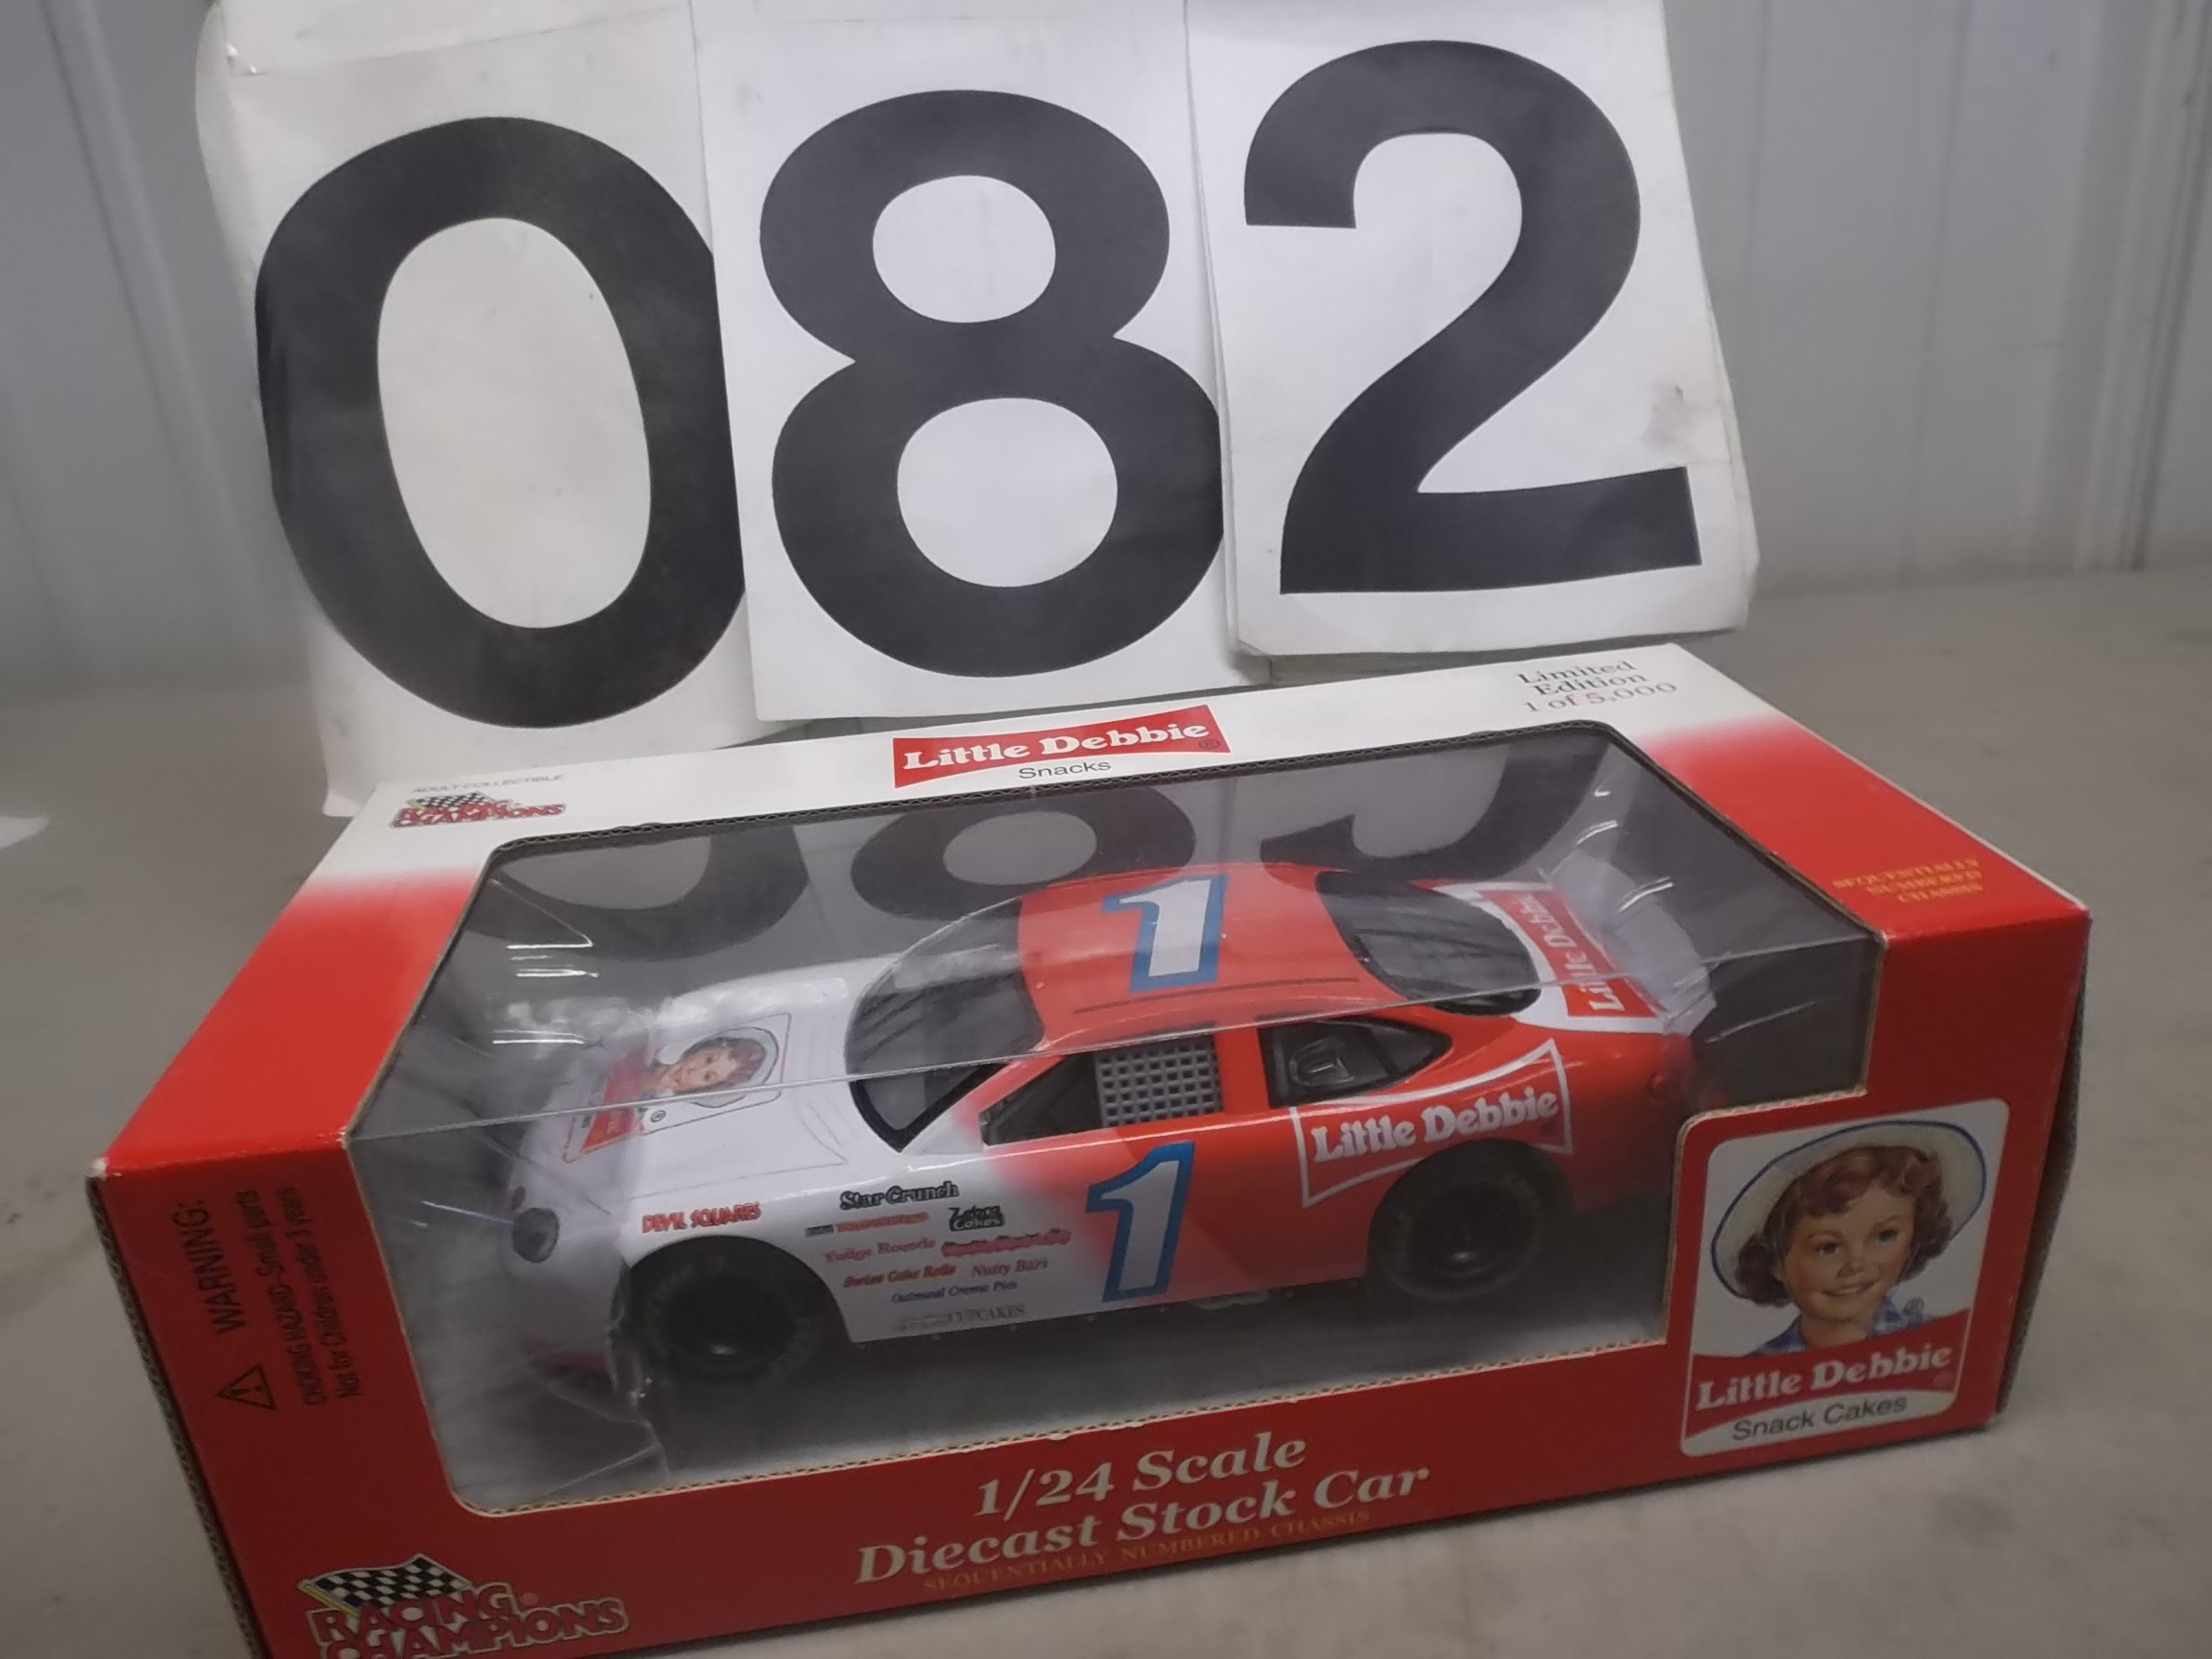 082
Limited
Edition
1 of 5,000
Little Debbie®
Snacks
ADULT COLLECTIBLE
RACING
CHAMPIONS
SEQUENTIALLY
NUMBERED
CHASSIS
1
Little Debbie
Little Debbie
1
DEVIL SQUARES
Star Crunch
Zebra
Cakes
Fudge Rounds
Swiss Cake Rolls
Nutty Bars
Oatmeal Creme Pies
CUPCAKES
WARNING:
CHOKING HAZARD-Small parts
Not for Children under 3 years
®
Little Debbie
Snack Cakes
1/24 Scale
Diecast Stock Car
SEQUENTIALLY NUMBERED CHASSIS
RACING
CHAMPIONS